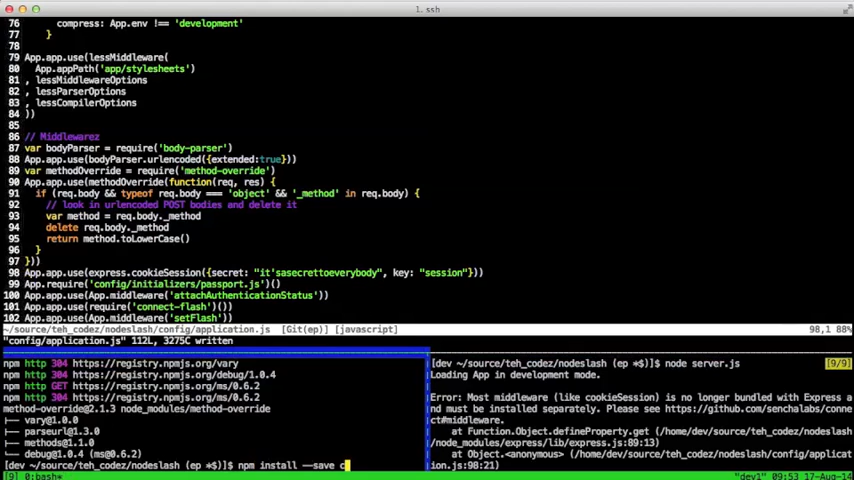 1. ssh
76       compress: App.env !== 'development'
77     }
78
79 App.app.use(lessMiddleware(
80   App.appPath('app/stylesheets')
81 , lessMiddlewareOptions
82 , lessParserOptions
83 , lessCompilerOptions
84 ))
85
86 // Middlewarez
87 var bodyParser = require('body-parser')
88 App.app.use(bodyParser.urlencoded({extended:true}))
89 var methodOverride = require('method-override')
90 App.app.use(methodOverride(function(req, res) {
91   if (req.body && typeof req.body === 'object' && '_method' in req.body) {
92     // look in urlencoded POST bodies and delete it
93     var method = req.body._method
94     delete req.body._method
95     return method.toLowerCase()
96   }
97 }))
98 App.app.use(express.cookieSession({secret: "it'sasecrettoeverybody", key: "session"}))
99 App.require('config/initializers/passport.js')()
100 App.app.use(App.middleware('attachAuthenticationStatus'))
101 App.app.use(require('connect-flash')())
102 App.app.use(App.middleware('setFlash'))
~/source/teh_codez/nodeslash/config/application.js  [Git(ep)] [javascript] 98,1 88%
"config/application.js" 112L, 3275C written
npm http 304 https://registry.npmjs.org/vary
npm http 304 https://registry.npmjs.org/debug/1.0.4
npm http GET https://registry.npmjs.org/ms/0.6.2
npm http 304 https://registry.npmjs.org/ms/0.6.2
method-override@2.1.3 node_modules/method-override
├── vary@1.0.0
├── parseurl@1.3.0
├── methods@1.1.0
└── debug@1.0.4 (ms@0.6.2)
[dev ~/source/teh_codez/nodeslash (ep *$)]$ npm install --save c
[dev ~/source/teh_codez/nodeslash (ep *$)]$ node server.js [9/9]
Loading App in development mode.
Error: Most middleware (like cookieSession) is no longer bundled with Express a
nd must be installed separately. Please see https://github.com/senchalabs/conne
ct#middleware.
at Function.Object.defineProperty.get (/home/dev/source/teh_codez/nodeslash
/node_modules/express/lib/express.js:89:13)
at Object.<anonymous> (/home/dev/source/teh_codez/nodeslash/config/applicat
ion.js:98:21)
[9] 0:bash* "dev1" 09:53 17-Aug-14